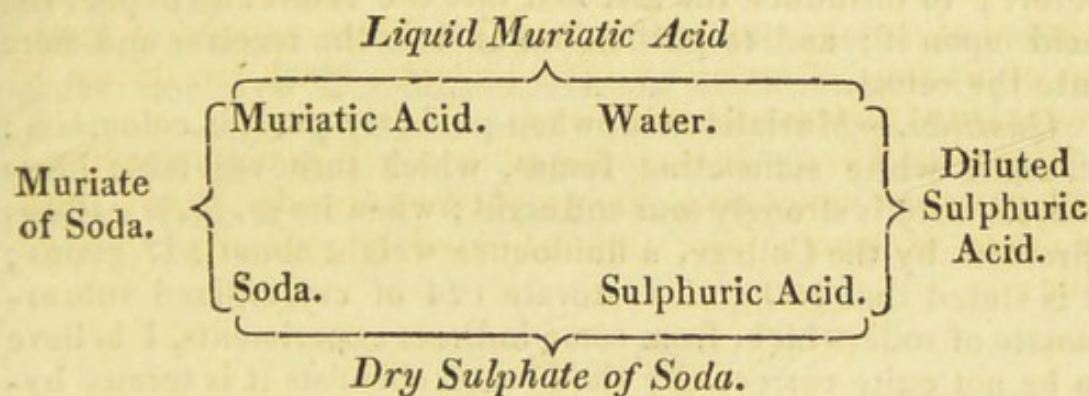 Liquid Muriatic Acid
Muriatic Acid. Water.
Muriate
of Soda.
Diluted
Sulphuric
Acid.
Soda. Sulphuric Acid.
Dry Sulphate of Soda.